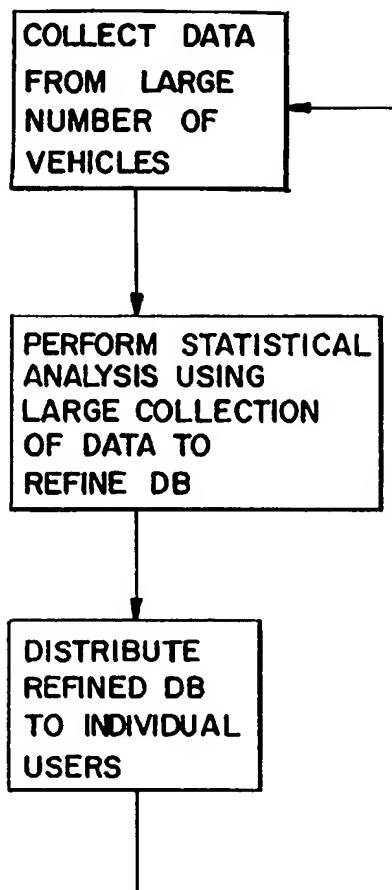 COLLECT DATA
FROM LARGE
NUMBER OF
VEHICLES
PERFORM STATISTICAL
ANALYSIS USING
LARGE COLLECTION
OF DATA TO
REFINE DB
DISTRIBUTE
REFINED DB
TO INDIVIDUAL
USERS